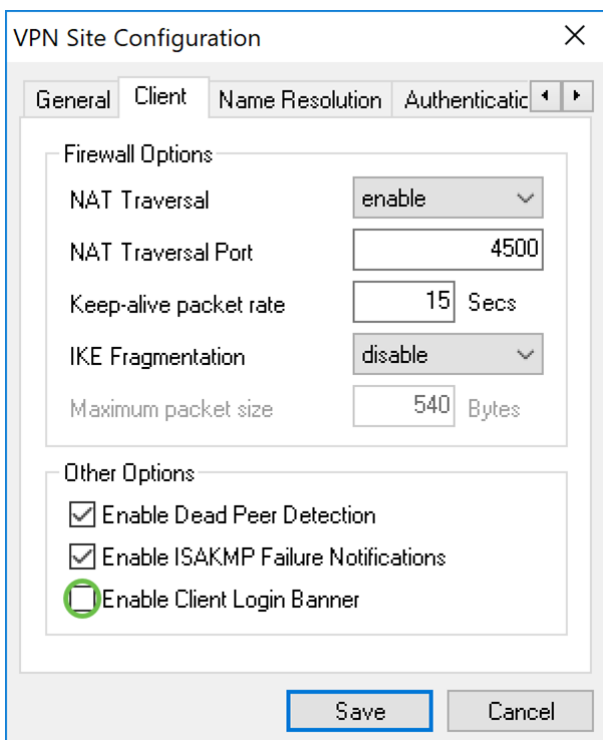 VPN Site Configuration
General Client Name Resolution Authenticatic
Firewall Options
NAT Traversal enable
NAT Traversal Port 4500
Keep-alive packet rate 15 Secs
IKE Fragmentation disable
Maximum packet size 540 Bytes
Other Options
Enable Dead Peer Detection
Enable ISAKMP Failure Notifications
Enable Client Login Banner
Save Cancel